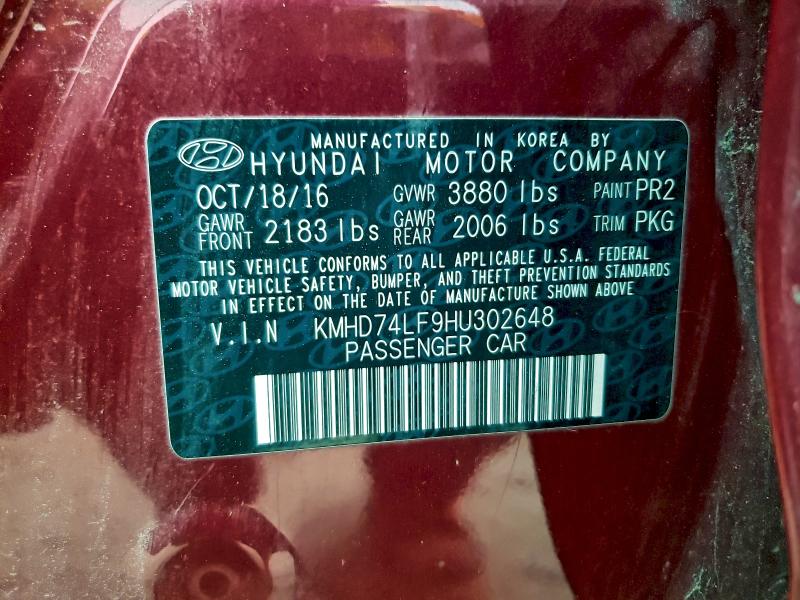 MANUFACTURED IN KOREA BY
HYUNDAI MOTOR COMPANY
OCT/18/16 GVWR 3880 lbs PAINT PR2
GAWR FRONT 2183 lbs GAWR REAR 2006 lbs TRIM PKG
THIS VEHICLE CONFORMS TO ALL APPLICABLE U.S.A. FEDERAL
MOTOR VEHICLE SAFETY, BUMPER, AND THEFT PREVENTION STANDARDS
IN EFFECT ON THE DATE OF MANUFACTURE SHOWN ABOVE
V.I.N KMHD74LF9HU302648
PASSENGER CAR